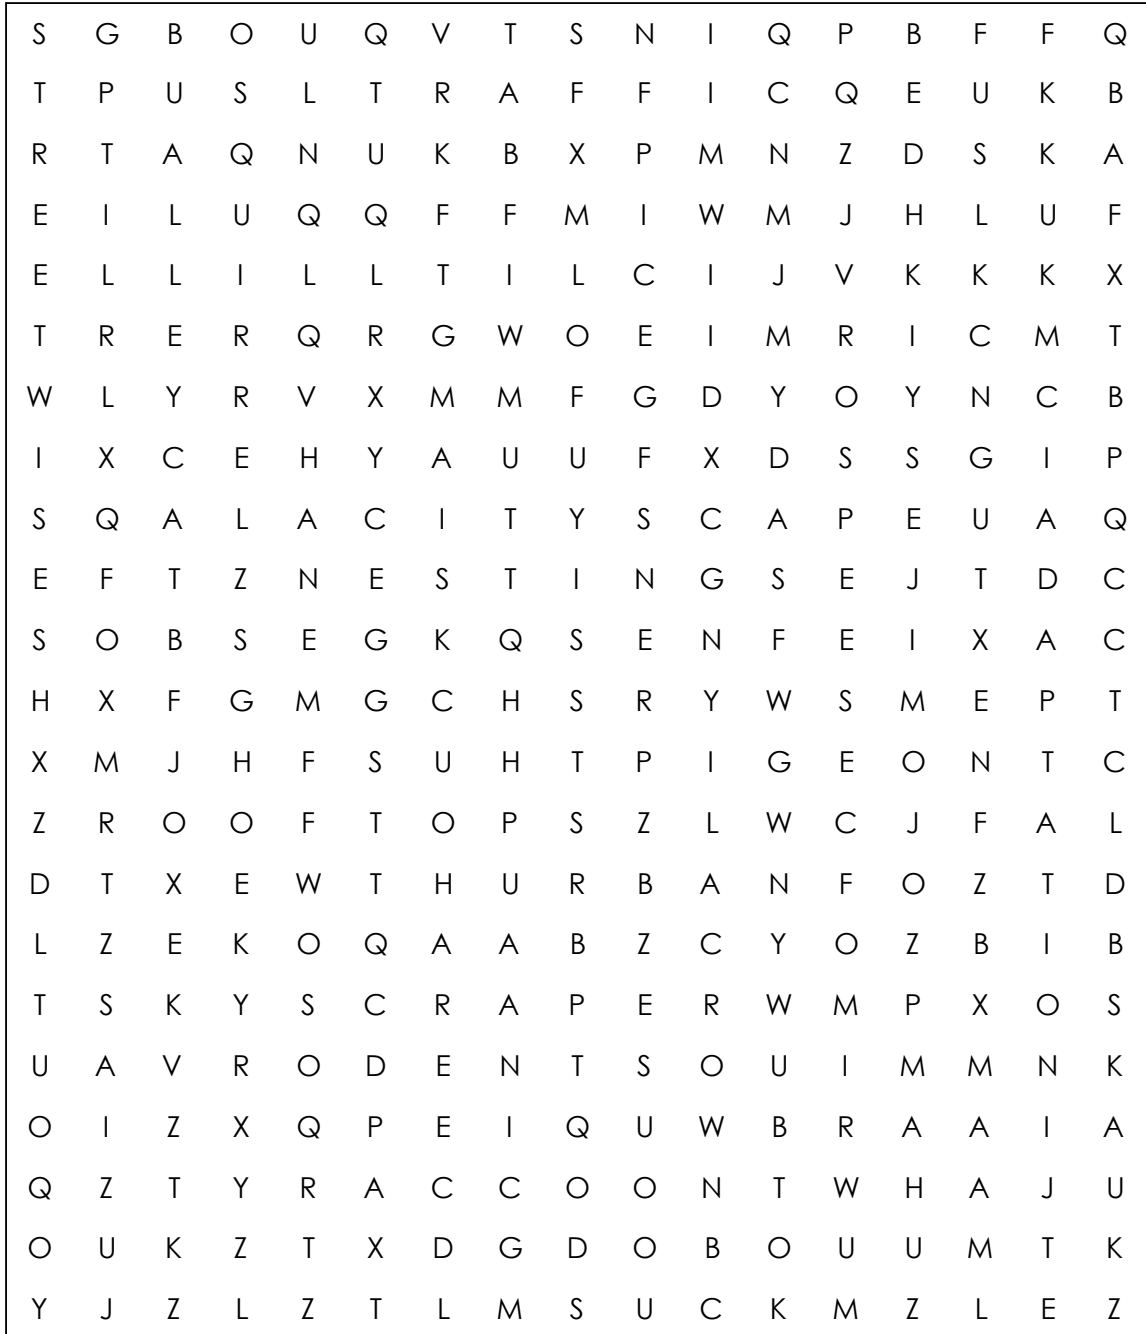 S G B O U Q V T S N I Q P B F F Q
T P U S L T R A F F I C Q E U K B
R T A Q N U K B X P M N Z D S K A
E I L U Q Q F F M I W M J H L U F
E L L I L L T I L C I J V K K K X
T R E R Q R G W O E I M R I C M T
W L Y R V X M M F G D Y O Y N C B
I X C E H Y A U U F X D S S G I P
S Q A L A C I T Y S C A P E U A Q
E F T Z N E S T I N G S E J T D C
S O B S E G K Q S E N F E I X A C
H X F G M G C H S R Y W S M E P T
X M J H F S U H T P I G E O N T C
Z R O O F T O P S Z L W C J F A L
D T X E W T H U R B A N F O Z T D
L Z E K O Q A A B Z C Y O Z B I B
T S K Y S C R A P E R W M P X O S
U A V R O D E N T S O U I M M N K
O I Z X Q P E I Q U W B R A A I A
Q Z T Y R A C C O O N T W H A J U
O U K Z T X D G D O B O U U M T K
Y J Z L Z T L M S U C K M Z L E Z